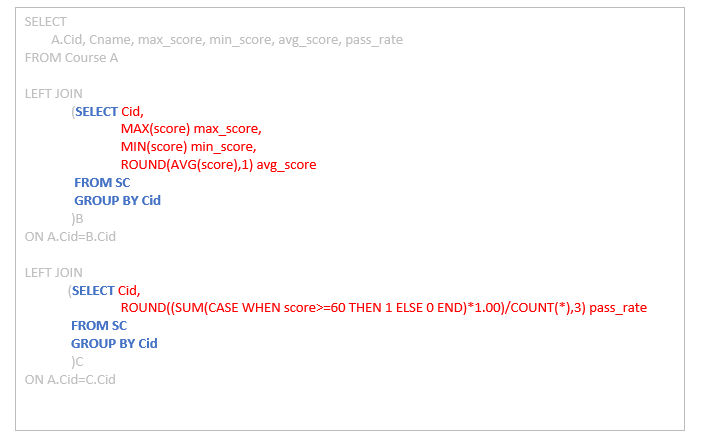 SELECT
A.Cid, Cname, max_score, min_score, avg_score, pass_rate
FROM Course A
LEFT JOIN
(SELECT Cid,
MAX(score) max_score,
MIN(score) min_score,
ROUND(AVG(score),1) avg_score
FROM SC
GROUP BY Cid
)B
ON A.Cid=B.Cid
LEFT JOIN
(SELECT Cid,
ROUND((SUM(CASE WHEN score>=60 THEN 1 ELSE 0 END)*1.00)/COUNT(*),3) pass_rate
FROM SC
GROUP BY Cid
)C
ON A.Cid=C.Cid